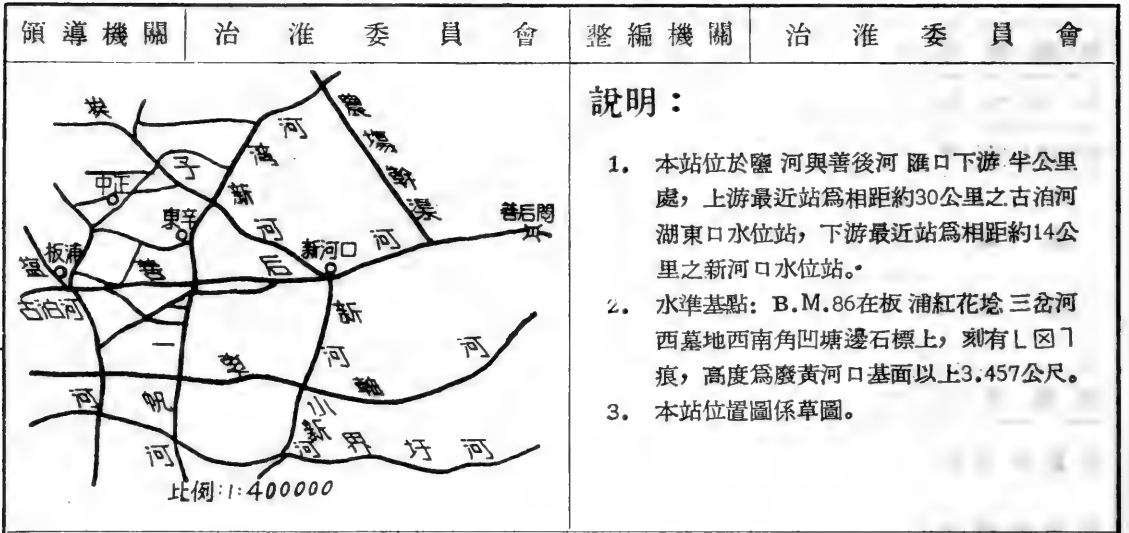 領導機關 治淮委員會 整編機關 治淮委員會
說明：
1. 本站位於鹽河與善後河匯口下游半公里
處，上游最近站爲相距約30公里之古泊河
湖東口水位站，下游最近站爲相距約14公
里之新河口水位站。
2. 水準基點：B.M.86在板浦紅花埝三岔河
西墓地西南角凹塘邊石標上，刻有L☒㇕
痕，高度爲廢黃河口基面以上3.457公尺。
3. 本站位置圖係草圖。
子河
新湾河
農場幹渠
中正
東辛
善后閘
板浦
新河口
鹽河
善后河
古泊河
新河
一帆河
車輪河
小新河
界圩河
比例:1:400000